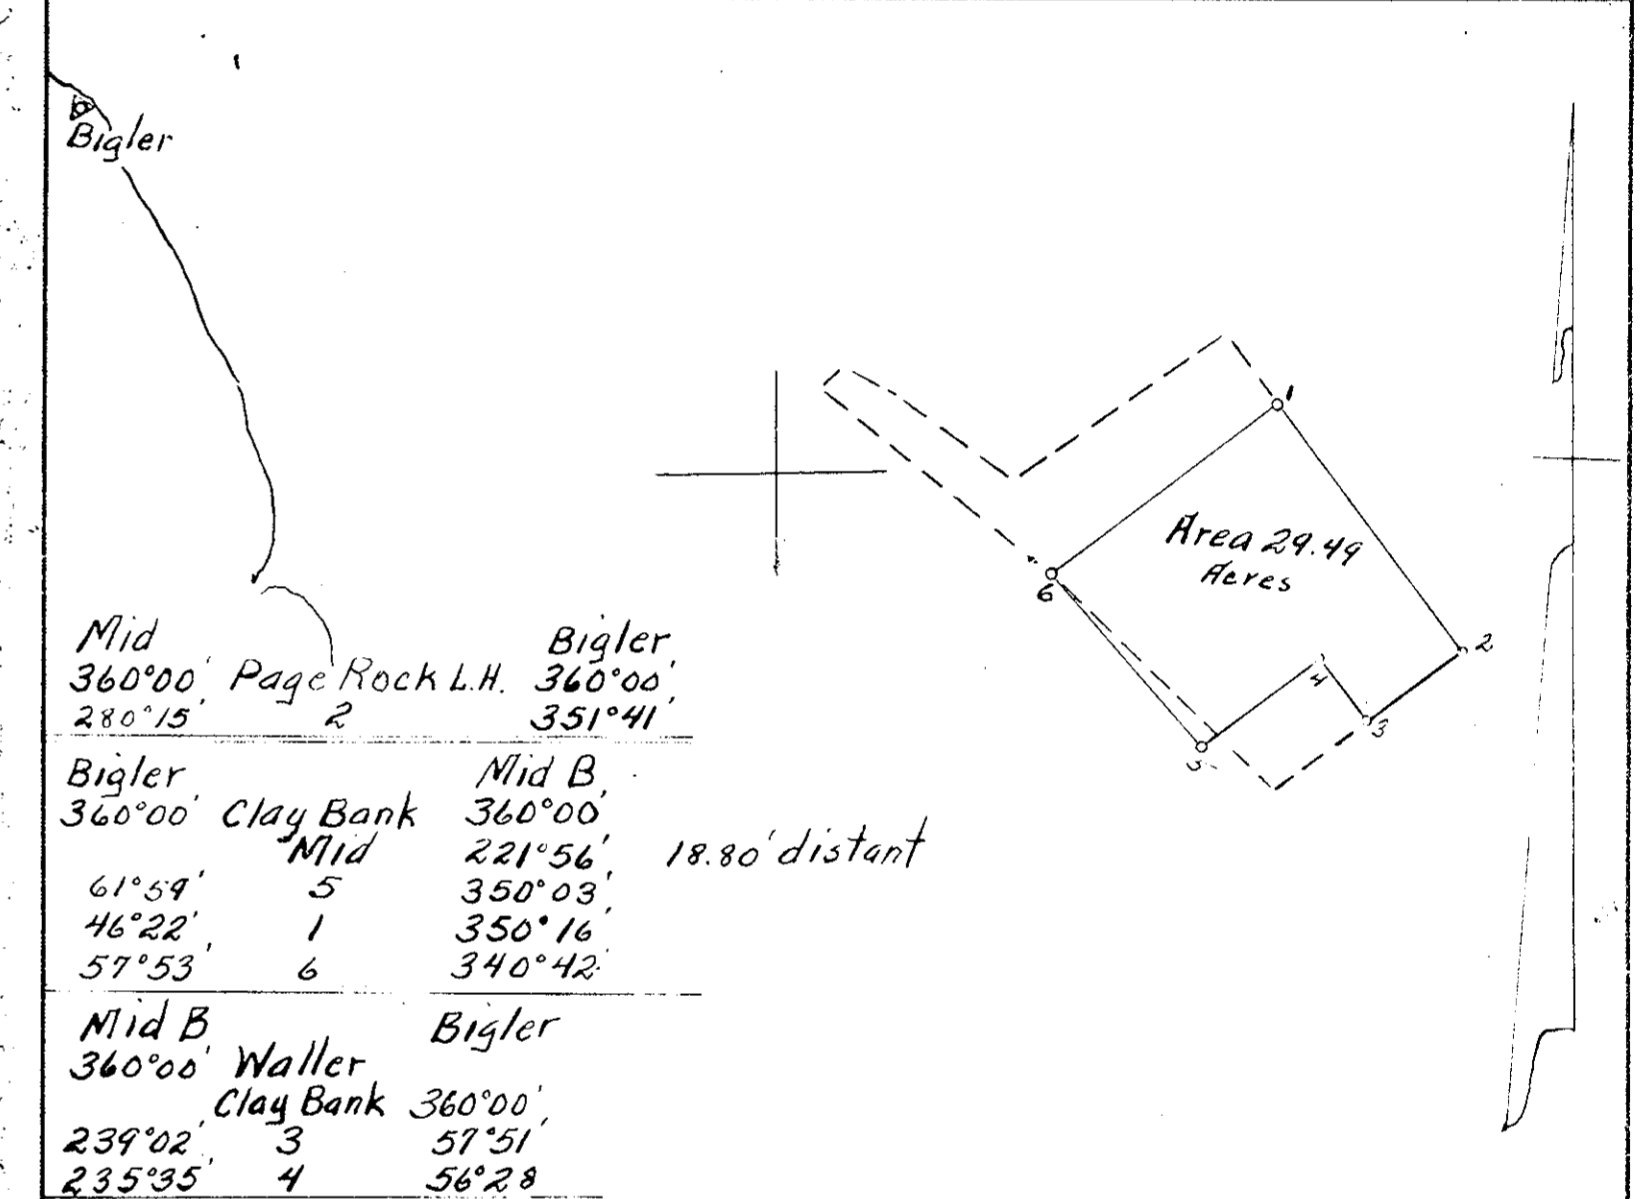 Bigler
1
Area 29.49
Acres
6
2
4
3
5
Mid Bigler
360°00' Page Rock L.H. 360°00'
280°15' 2 351°41'
Bigler Mid B
360°00' Clay Bank 360°00'
Mid 221°56' 18.80' distant
61°59' 5 350°03'
46°22' 1 350°16'
57°53' 6 340°42'
Mid B Bigler
360°00' Waller
Clay Bank 360°00'
239°02' 3 57°51'
235°35' 4 56°28